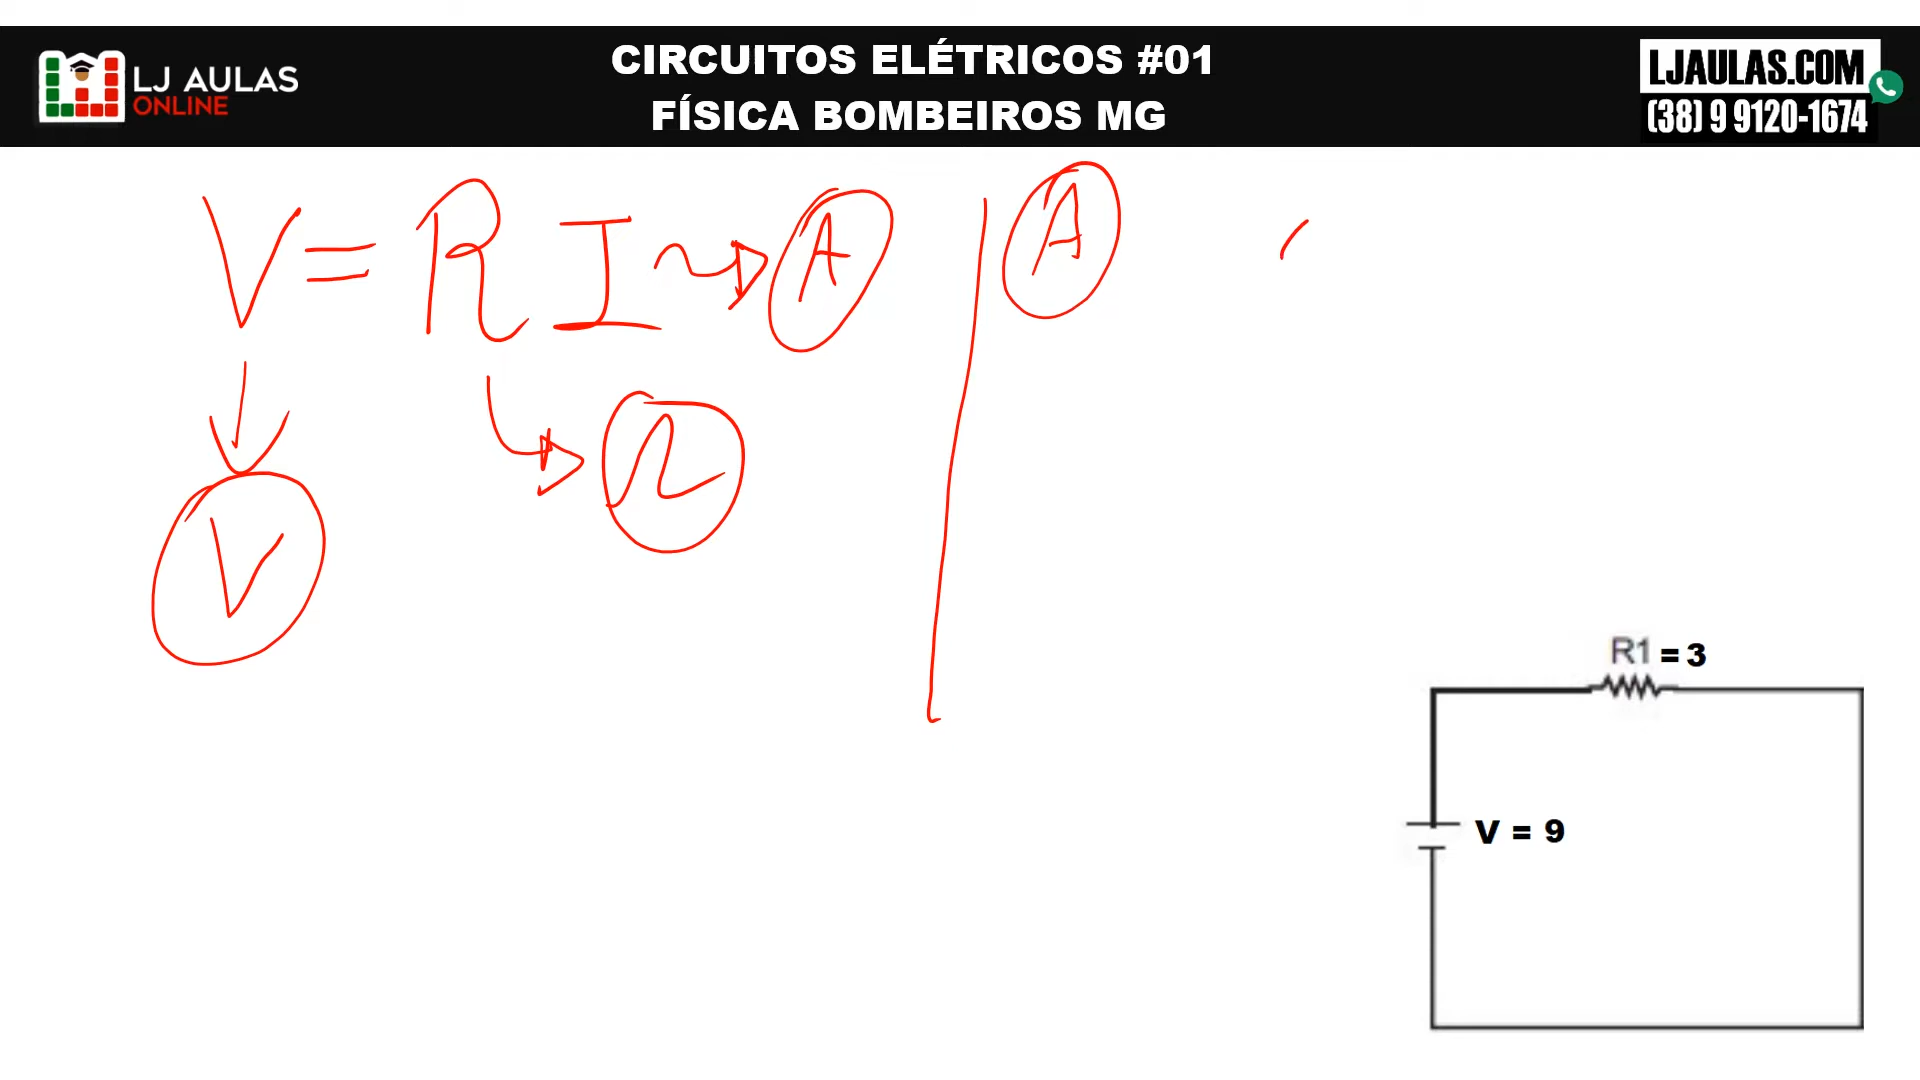 LJ AULAS
ONLINE
CIRCUITOS ELÉTRICOS #01
FÍSICA BOMBEIROS MG
LJAULAS.COM
(38) 9 9120-1674
V = R I A
A
Ω
V
R1 = 3
V = 9